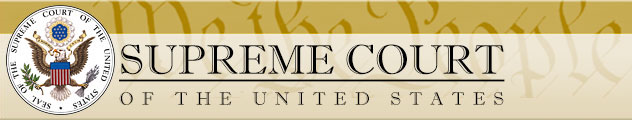 We the People
SEAL OF THE SUPREME COURT OF THE UNITED STATES
SUPREME COURT
OF THE UNITED STATES